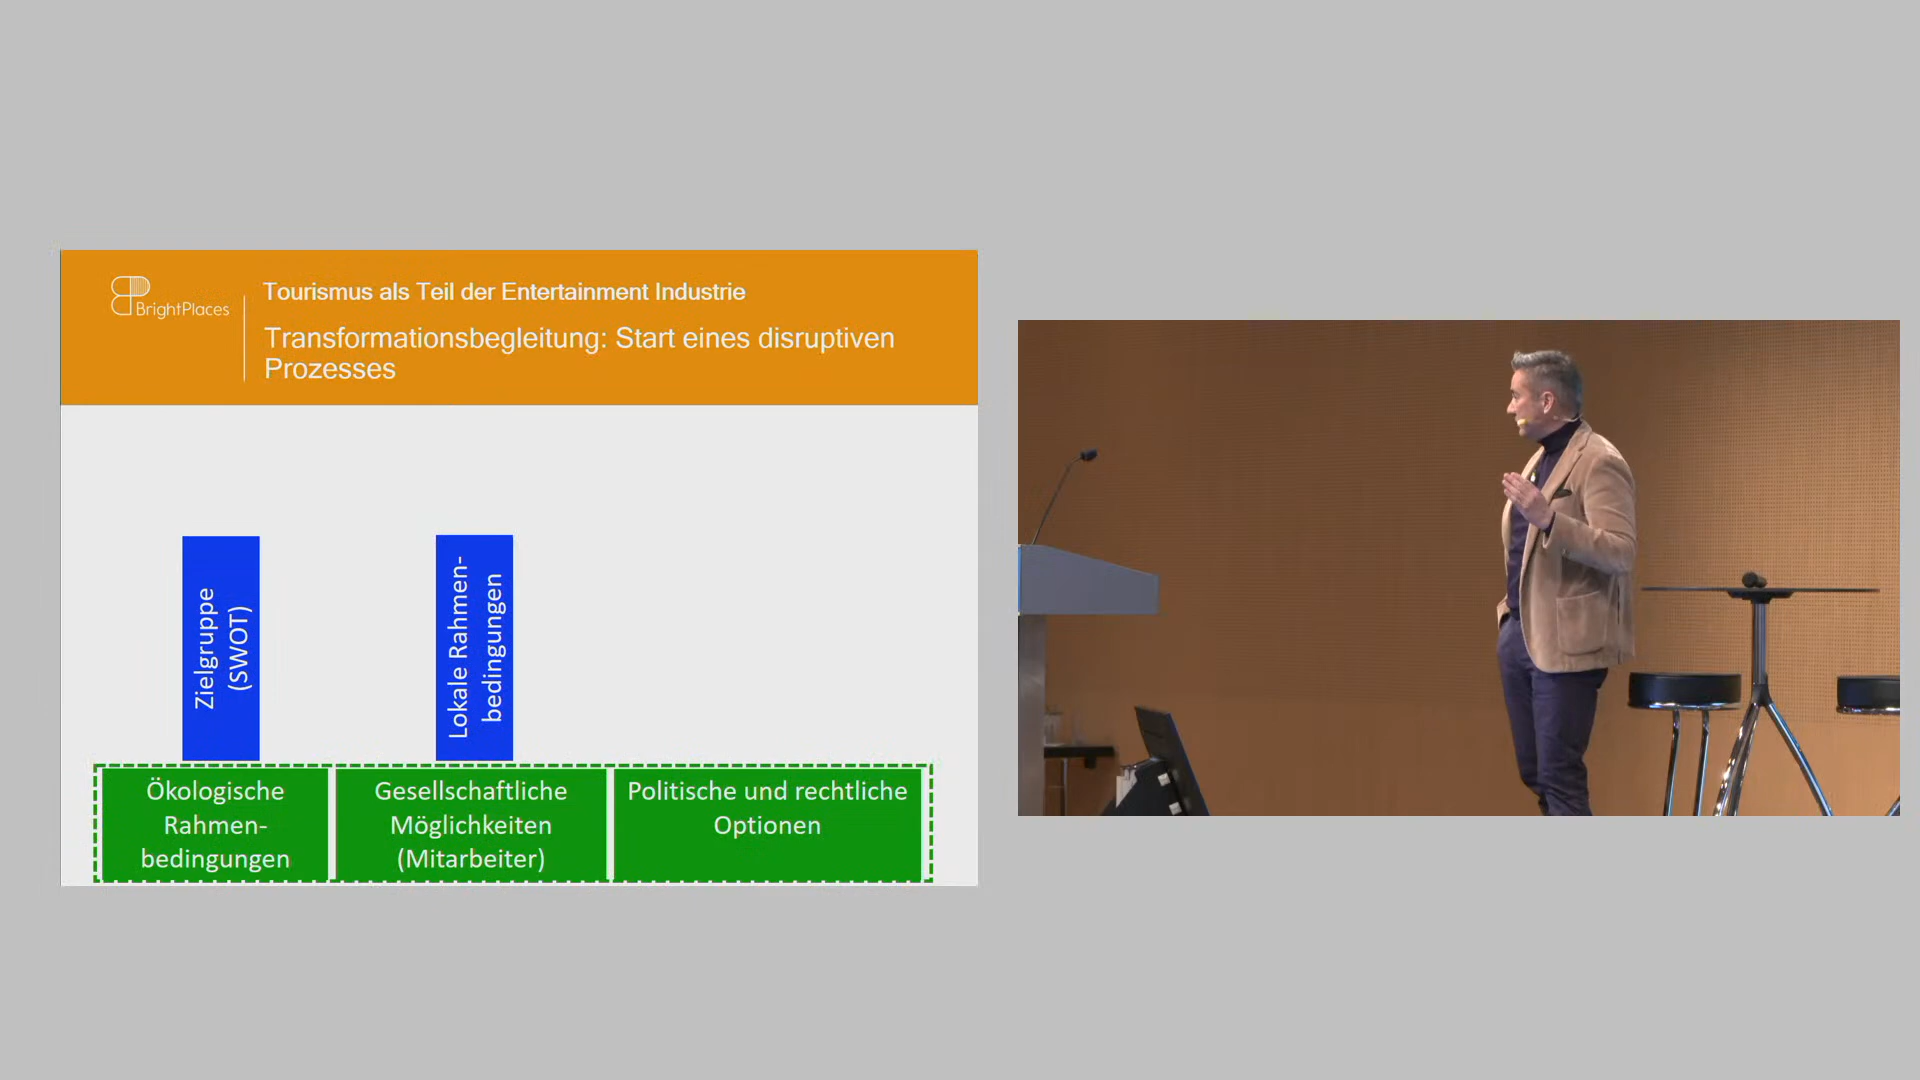 BrightPlaces
Tourismus als Teil der Entertainment Industrie
Transformationsbegleitung: Start eines disruptiven
Prozesses
Zielgruppe
(SWOT)
Lokale Rahmen-
bedingungen
Ökologische
Rahmen-
bedingungen
Gesellschaftliche
Möglichkeiten
(Mitarbeiter)
Politische und rechtliche
Optionen